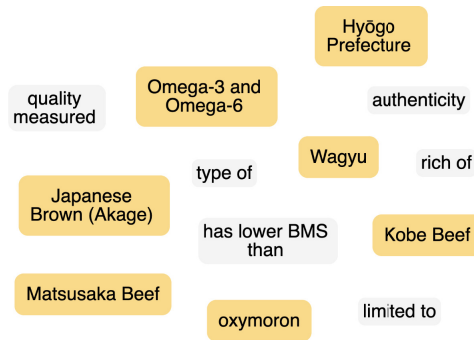 Hyōgo
Prefecture
Omega-3 and
Omega-6
quality
measured
authenticity
Wagyu
rich of
type of
Japanese
Brown (Akage)
has lower BMS
than
Kobe Beef
Matsusaka Beef
oxymoron
limited to